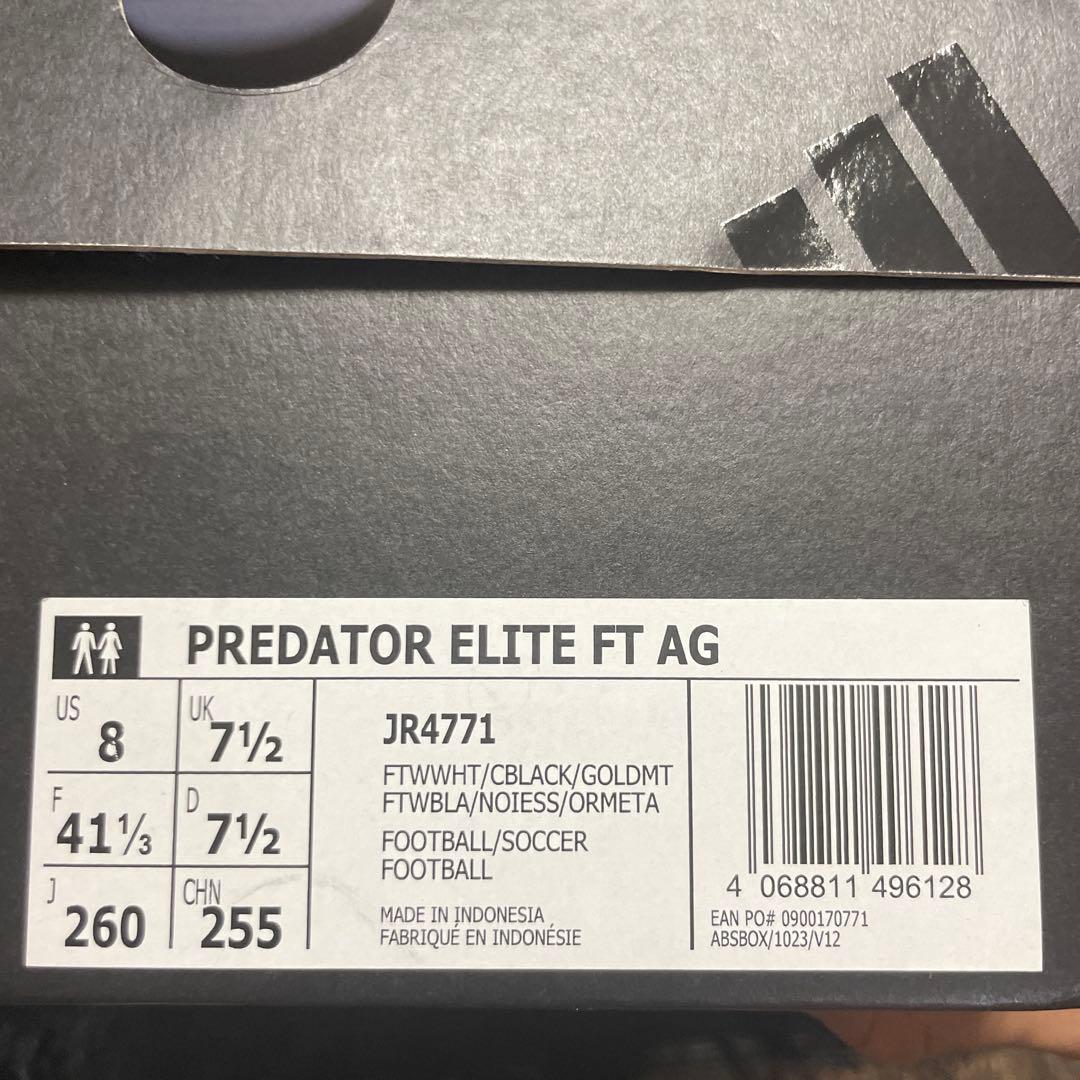 PREDATOR ELITE FT AG
US 8
UK 7½
F 41⅓
D 7½
J 260
CHN 255
JR4771
FTWWHT/CBLACK/GOLDMT
FTWBLA/NOIESS/ORMETA
FOOTBALL/SOCCER
FOOTBALL
MADE IN INDONESIA
FABRIQUÉ EN INDONÉSIE
4 068811 496128
EAN PO# 0900170771
ABSBOX/1023/V12